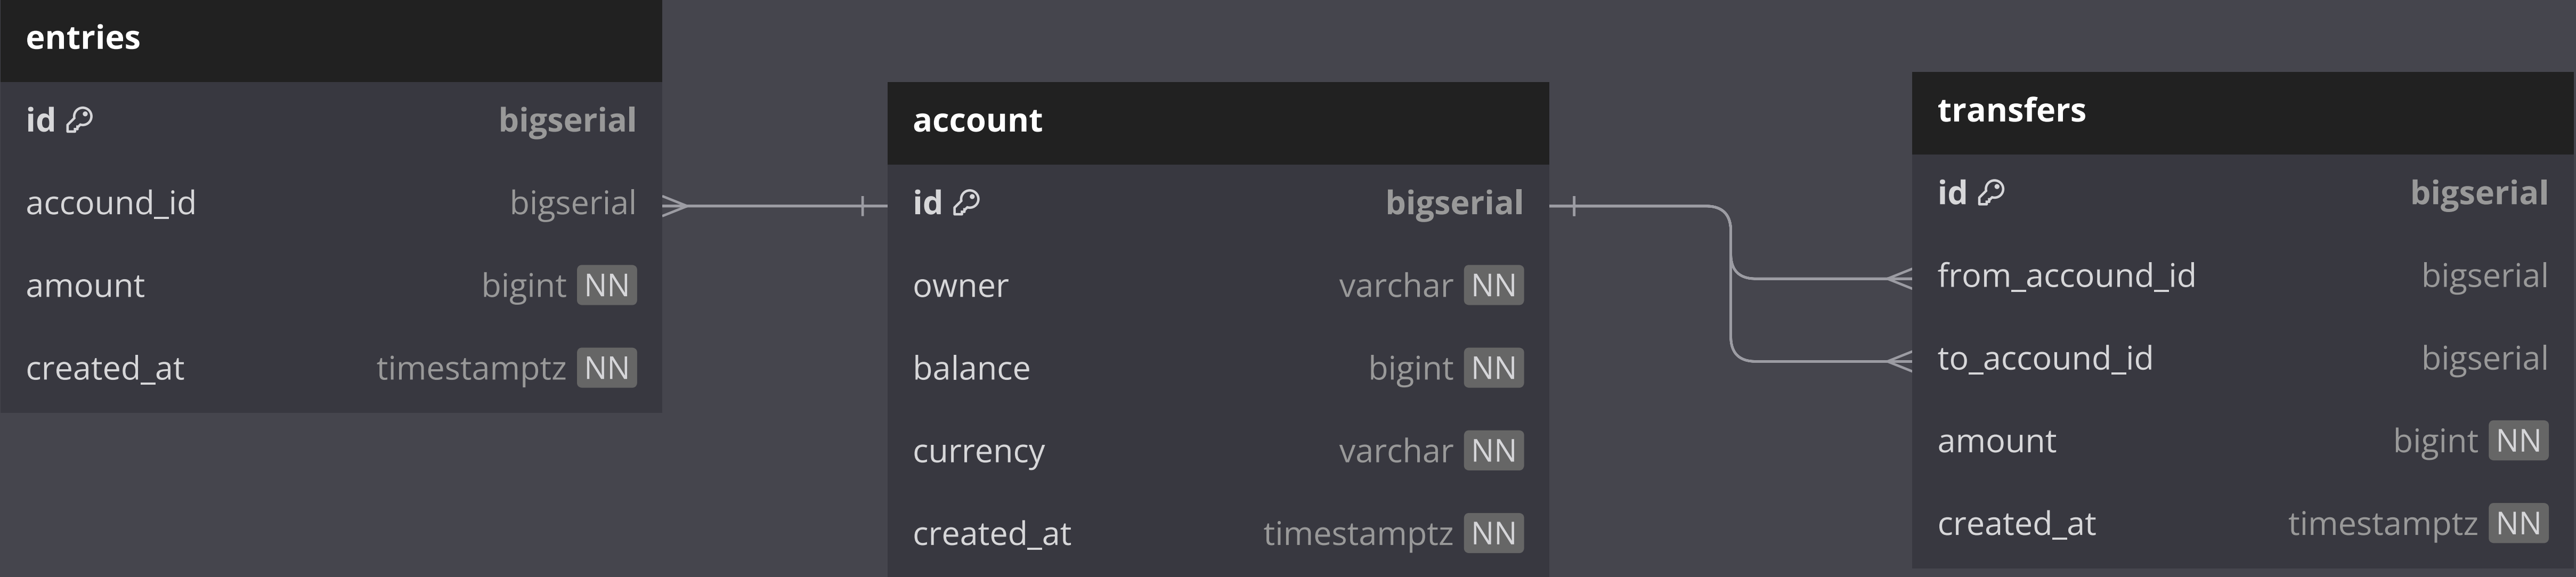 entries
id bigserial
accound_id bigserial
amount bigint NN
created_at timestamptz NN
account
id bigserial
owner varchar NN
balance bigint NN
currency varchar NN
created_at timestamptz NN
transfers
id bigserial
from_accound_id bigserial
to_accound_id bigserial
amount bigint NN
created_at timestamptz NN